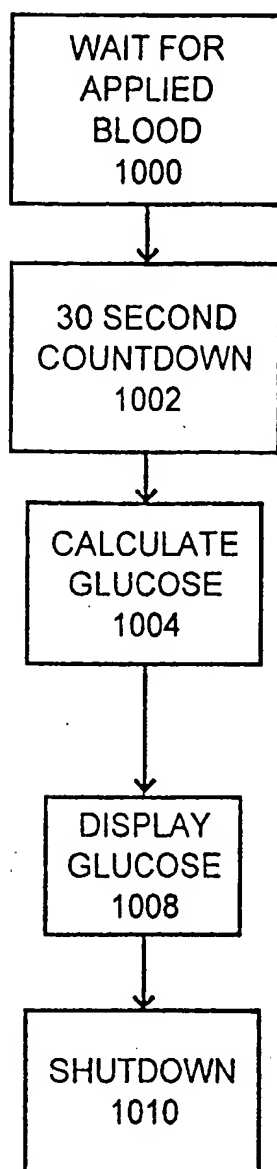 WAIT FOR
APPLIED
BLOOD
1000
30 SECOND
COUNTDOWN
1002
CALCULATE
GLUCOSE
1004
DISPLAY
GLUCOSE
1008
SHUTDOWN
1010